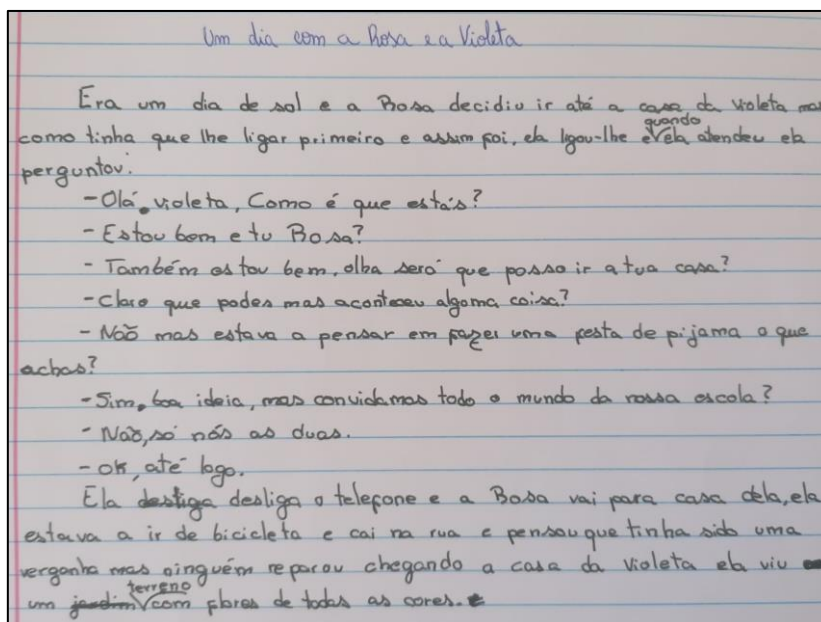 Um dia com a Rosa e a Violeta
Era um dia de sol e a Rosa decidiu ir até a casa da violeta mas
como tinha que lhe ligar primeiro e assim foi, ela ligou-lhe e quando ela atendeu ela
perguntou:
- Olá, violeta, Como é que estás?
- Estou bom e tu Rosa?
- Também estou bem, olha será que posso ir a tua casa?
- Claro que podes mas aconteceu alguma coisa?
- Não mas estava a pensar em fazer uma festa de pijama o que
achas?
- Sim, boa ideia, mas convidamos todo o mundo da nossa escola?
- Não, só nós as duas.
- Ok, até logo.
Ela desliga o telefone e a Rosa vai para casa dela, ela
estava a ir de bicicleta e cai na rua e pensou que tinha sido uma
verganha mas ninguém reparou chegando a casa da violeta ela viu
um terreno com flores de todas as cores.